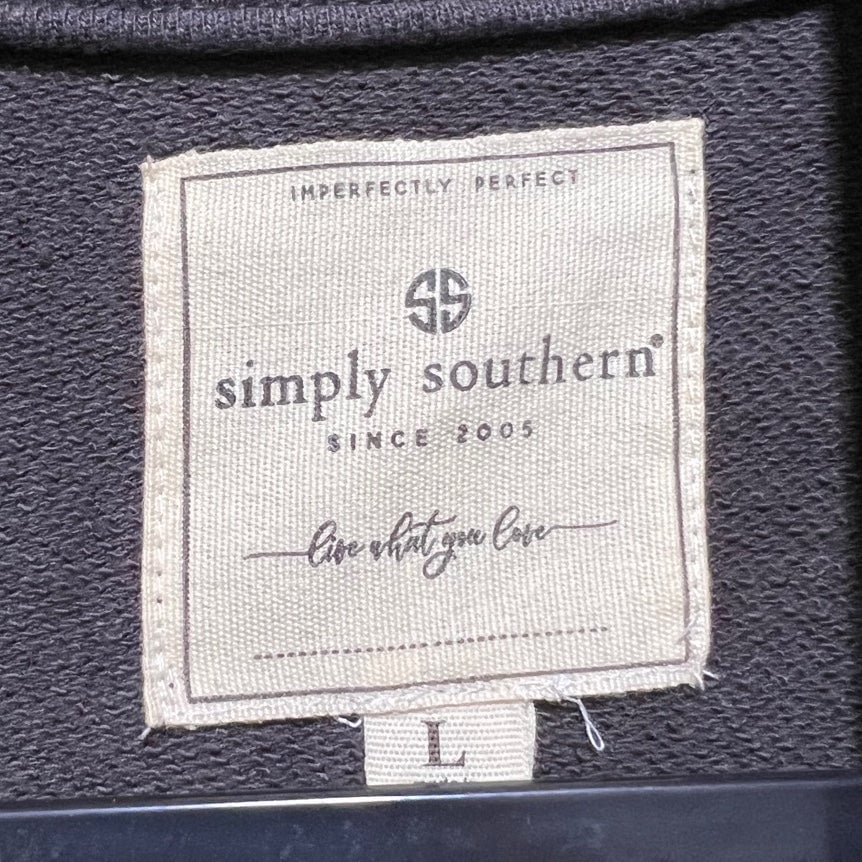 IMPERFECTLY PERFECT
SS
simply southern®
SINCE 2005
live what you love
L